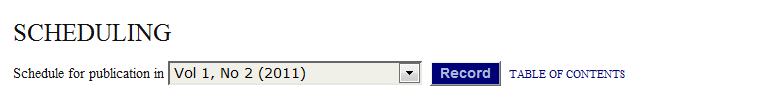 SCHEDULING
Schedule for publication in Vol 1, No 2 (2011) Record TABLE OF CONTENTS